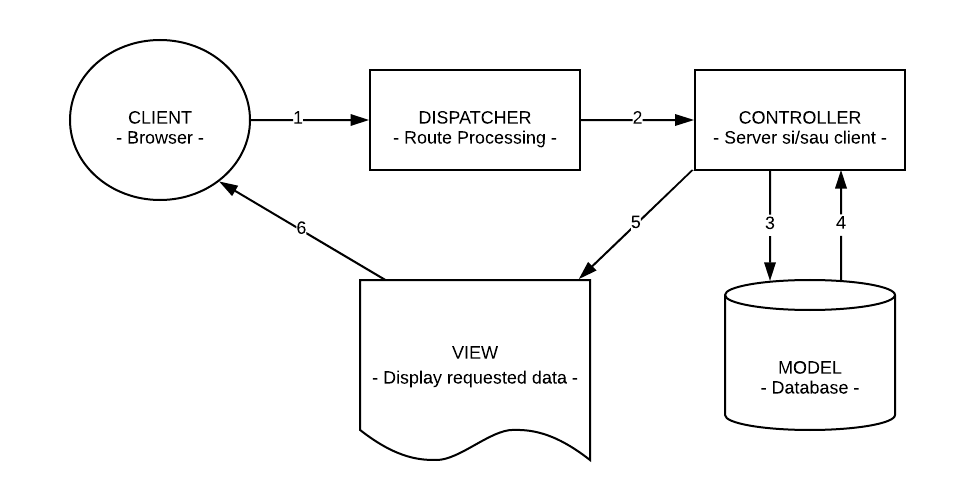 CLIENT
- Browser -
1
DISPATCHER
- Route Processing -
2
CONTROLLER
- Server si/sau client -
6
5
3
4
VIEW
- Display requested data -
MODEL
- Database -